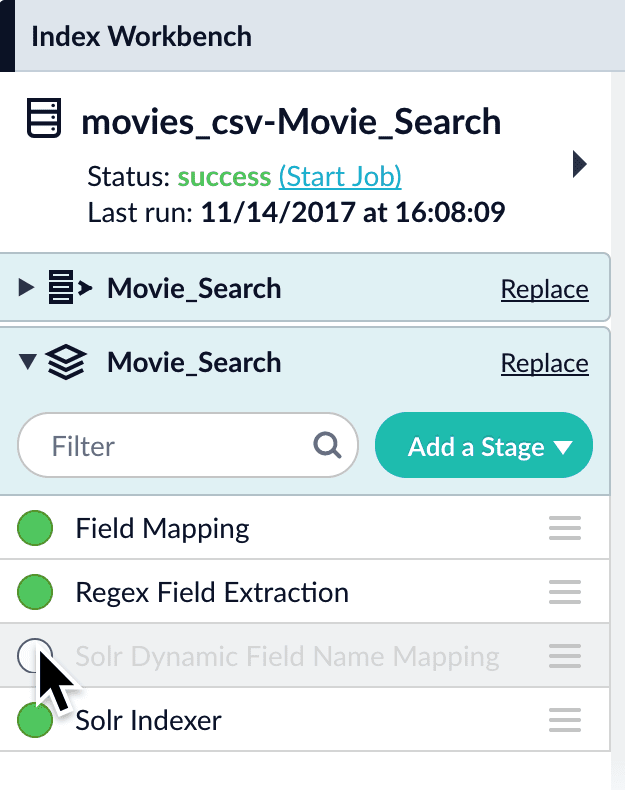 Index Workbench
movies_csv-Movie_Search
Status: success (Start Job)
Last run: 11/14/2017 at 16:08:09
Movie_Search Replace
Movie_Search Replace
Filter Add a Stage
Field Mapping
Regex Field Extraction
Solr Dynamic Field Name Mapping
Solr Indexer